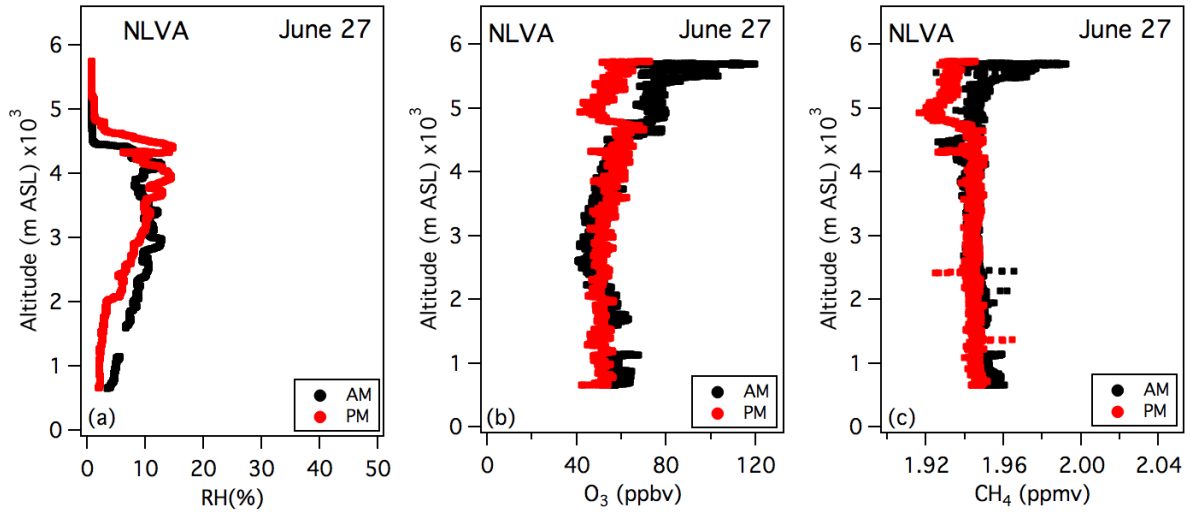 NLVA June 27
Altitude (m ASL) x10³
6
5
4
3
2
1
0
AM
PM
(a)
0 10 20 30 40 50
RH(%)
NLVA June 27
Altitude (m ASL) x10³
6
5
4
3
2
1
0
AM
PM
(b)
0 40 80 120
O₃ (ppbv)
NLVA June 27
Altitude (m ASL) x10³
6
5
4
3
2
1
0
AM
PM
(c)
1.92 1.96 2.00 2.04
CH₄ (ppmv)